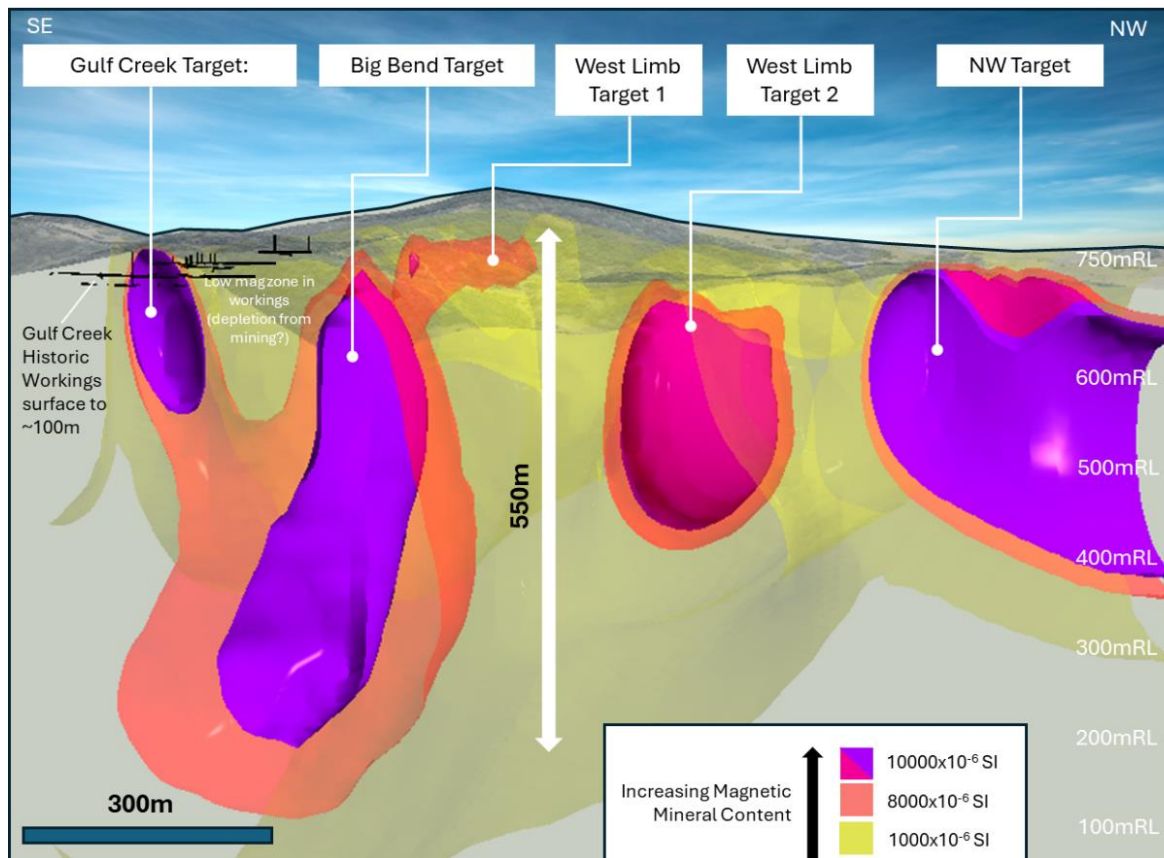 SE
NW
Gulf Creek Target:
Big Bend Target
West Limb
Target 1
West Limb
Target 2
NW Target
Low magzone in
workings
(depletion from
mining?)
Gulf Creek
Historic
Workings
surface to
~100m
550m
750mRL
600mRL
500mRL
400mRL
300mRL
200mRL
100mRL
300m
Increasing Magnetic
Mineral Content
10000x10⁻⁶ SI
8000x10⁻⁶ SI
1000x10⁻⁶ SI